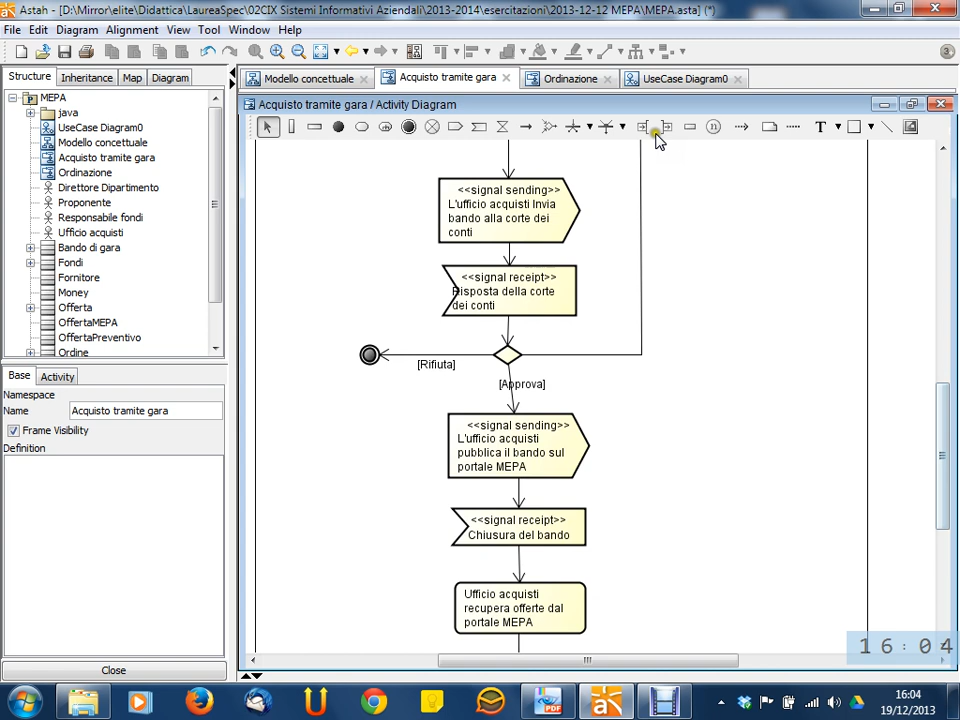 Astah - [D:\Mirror\elite\Didattica\LaureaSpec\02CIX Sistemi Informativi Aziendali\2013-2014\esercitazioni\2013-12-12 MEPA\MEPA.asta] (*)
File Edit Diagram Alignment View Tool Window Help
3
Structure Inheritance Map Diagram
Modello concettuale Acquisto tramite gara Ordinazione UseCase Diagram0
MEPA
java
UseCase Diagram0
Modello concettuale
Acquisto tramite gara
Ordinazione
Direttore Dipartimento
Proponente
Responsabile fondi
Ufficio acquisti
Bando di gara
Fondi
Fornitore
Money
Offerta
OffertaMEPA
OffertaPreventivo
Ordine
Base Activity
Namespace
Name Acquisto tramite gara
Frame Visibility
Definition
Close
Acquisto tramite gara / Activity Diagram
n T
<<signal sending>>
L'ufficio acquisti Invia
bando alla corte dei
conti
<<signal receipt>>
Risposta della corte
dei conti
[Rifiuta]
[Approva]
<<signal sending>>
L'ufficio acquisti
pubblica il bando sul
portale MEPA
<<signal receipt>>
Chiusura del bando
Ufficio acquisti
recupera offerte dal
portale MEPA
16:04
PDF
16:04
19/12/2013